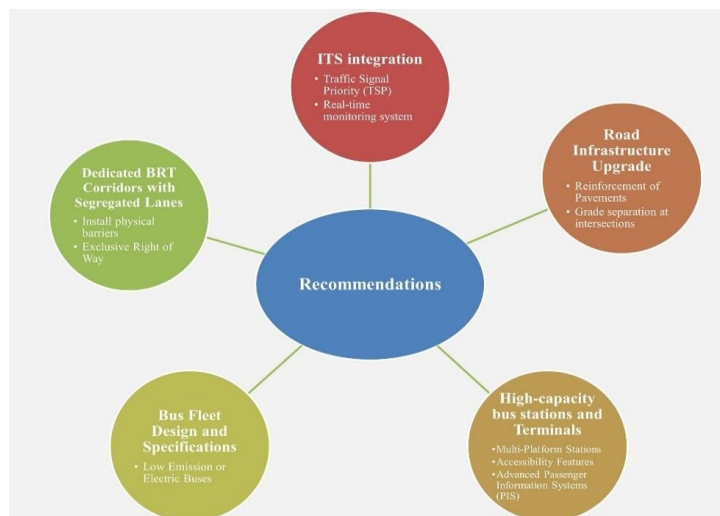 ITS integration
• Traffic Signal
Priority (TSP)
• Real-time
monitoring system
Road
Infrastructure
Upgrade
• Reinforcement of
Pavements
• Grade separation at
intersections
Dedicated BRT
Corridors with
Segregated Lanes
• Install physical
barriers
• Exclusive Right of
Way
Recommendations
Bus Fleet
Design and
Specifications
• Low Emission or
Electric Buses
High-capacity
bus stations and
Terminals
•Multi-Platform Stations
•Accessibility Features
•Advanced Passenger
Information Systems
(PIS)